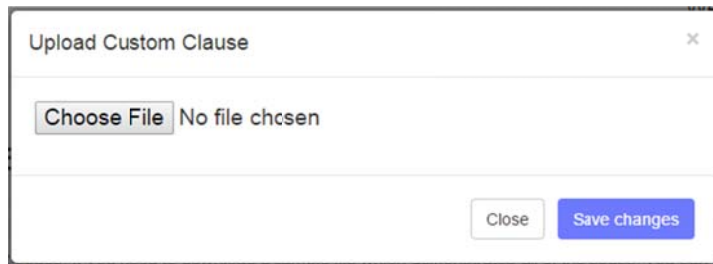 Upload Custom Clause ×
Choose File No file chosen
Close Save changes